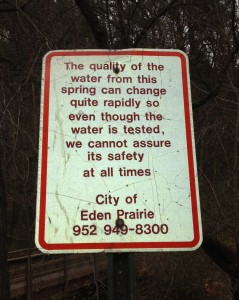 The quality of the
water from this
spring can change
quite rapidly so
even though the
water is tested,
we cannot assure
its safety
at all times
City of
Eden Prairie
952 949-8300